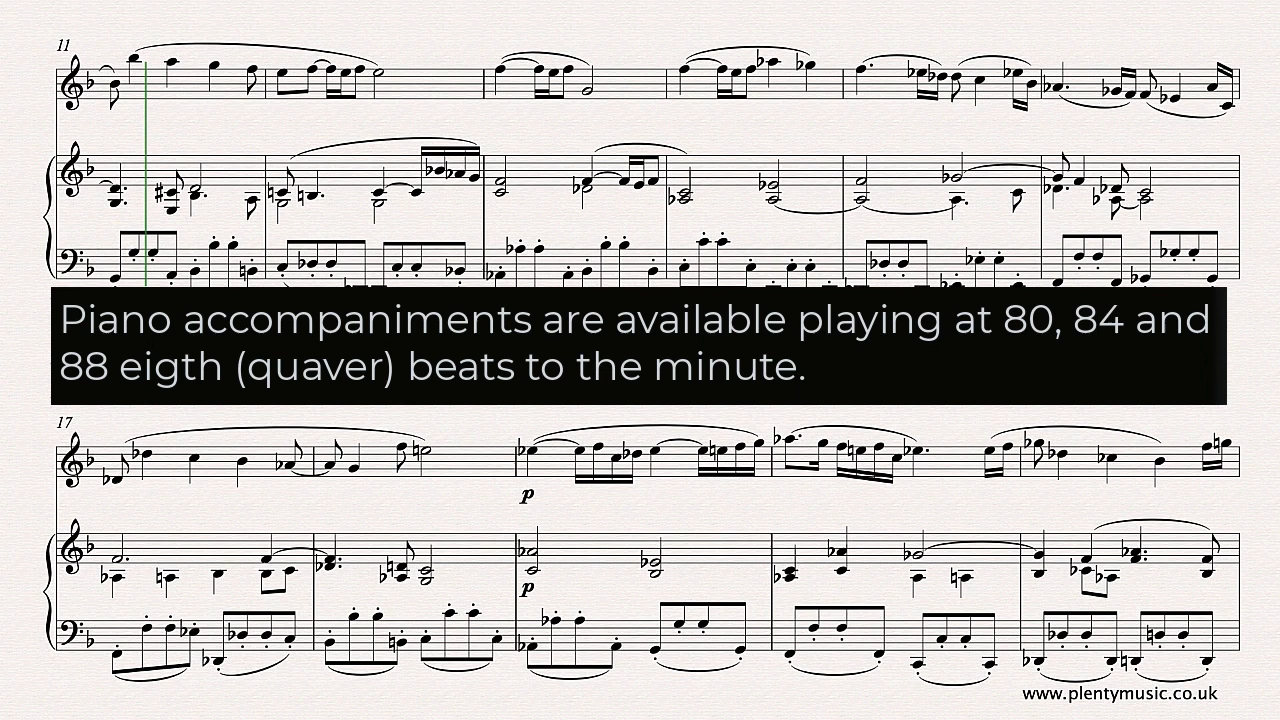 11
Piano accompaniments are available playing at 80, 84 and
88 eigth (quaver) beats to the minute.
17
p
p
www.plentymusic.co.uk